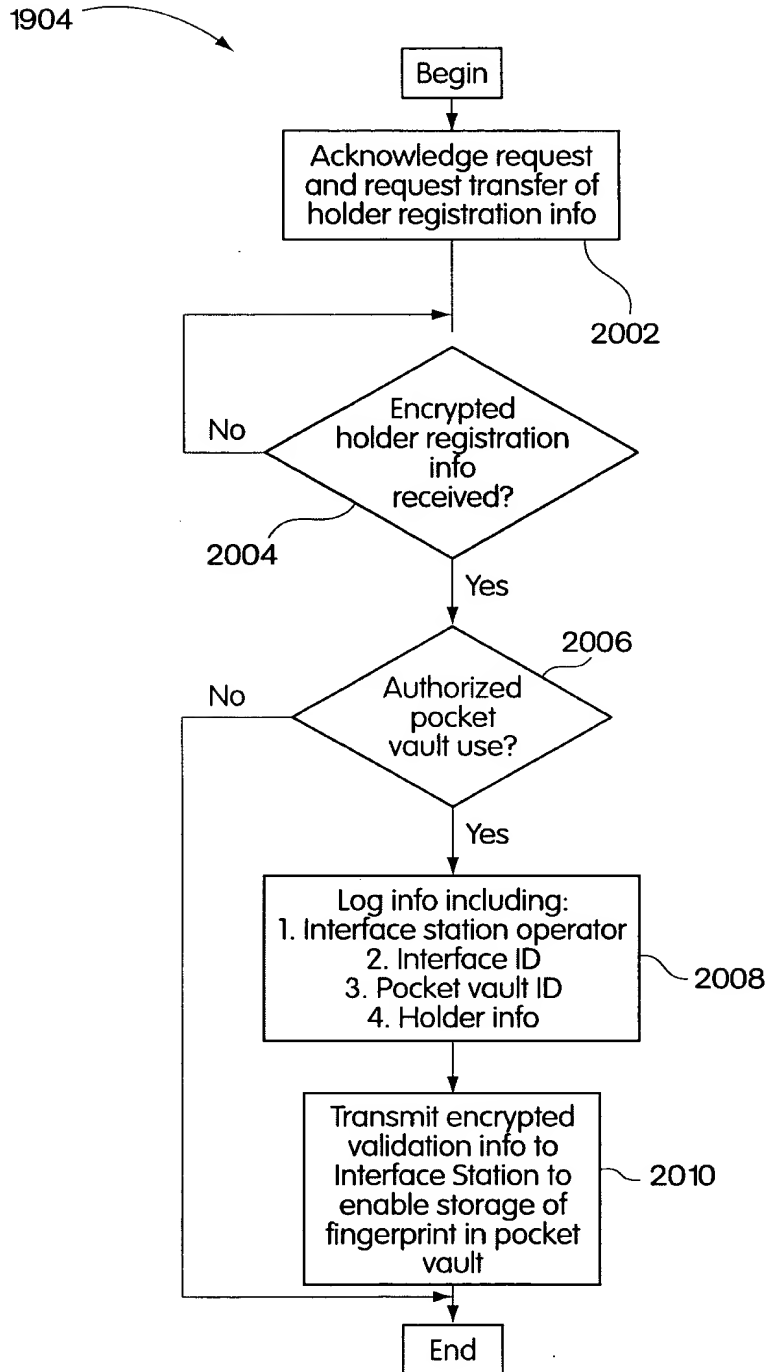 1904
Begin
Acknowledge request
and request transfer of
holder registration info
2002
Encrypted
holder registration
info
received?
No
2004
Yes
2006
No
Authorized
pocket
vault use?
Yes
Log info including:
1. Interface station operator
2. Interface ID
3. Pocket vault ID
4. Holder info
2008
Transmit encrypted
validation info to
Interface Station to
enable storage of
fingerprint in pocket
vault
2010
End